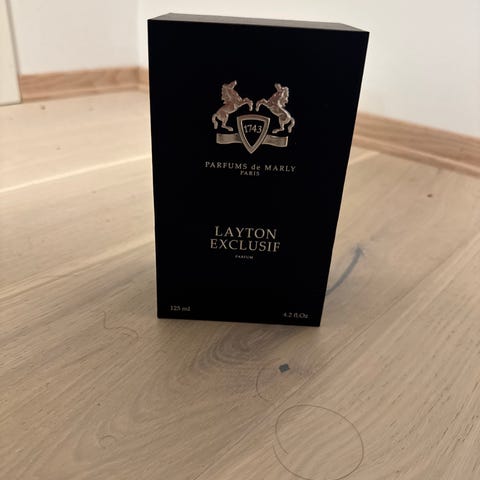 1743
PARFUMS de MARLY
PARIS
LAYTON
EXCLUSIF
PARFUM
125 ml
4.2 fl.Oz